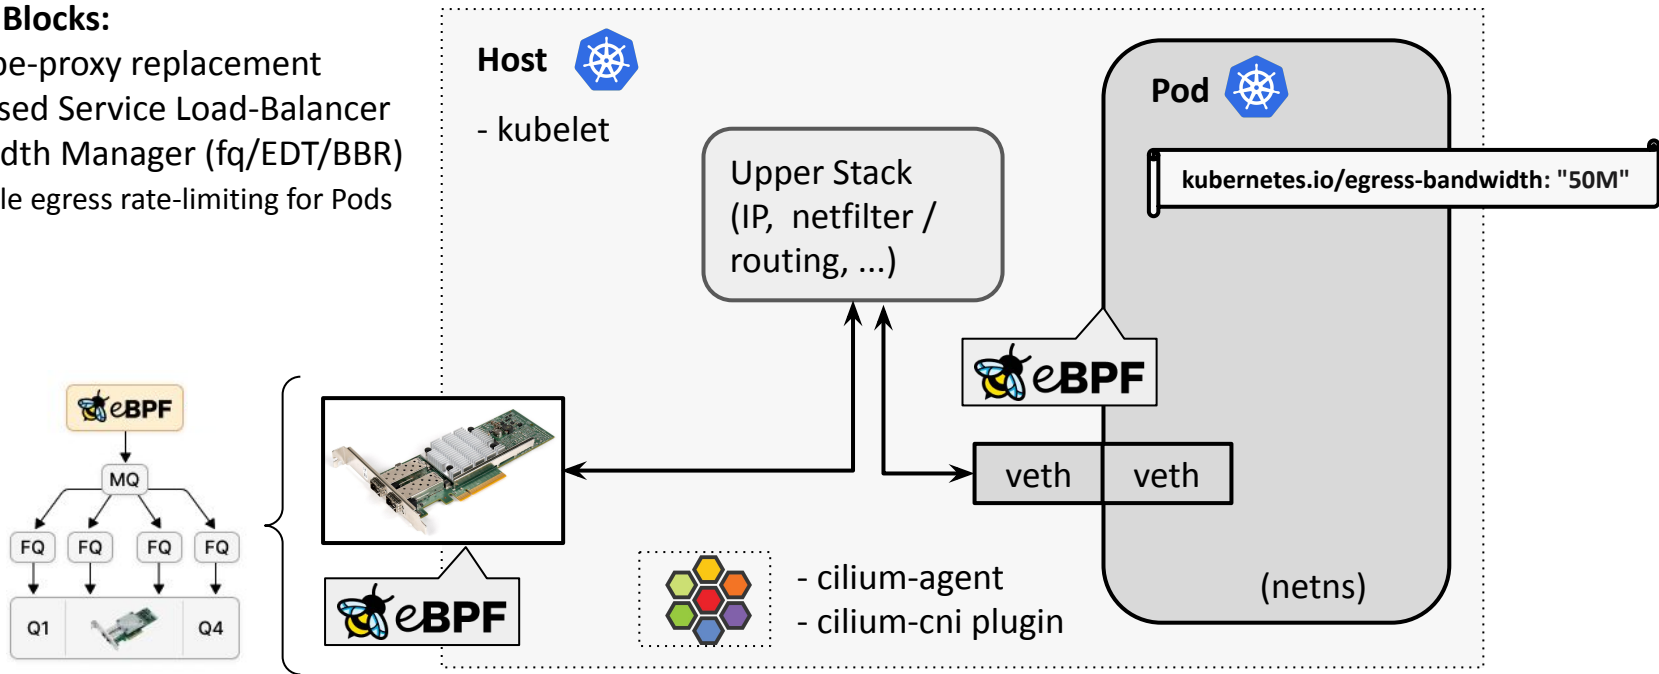 Blocks:
be-proxy replacement
sed Service Load-Balancer
dth Manager (fq/EDT/BBR)
le egress rate-limiting for Pods
Host
- kubelet
Upper Stack
(IP, netfilter /
routing, ...)
Pod
kubernetes.io/egress-bandwidth: "50M"
eBPF
veth veth
(netns)
eBPF
MQ
FQ FQ FQ FQ
Q1 Q4
eBPF
- cilium-agent
- cilium-cni plugin